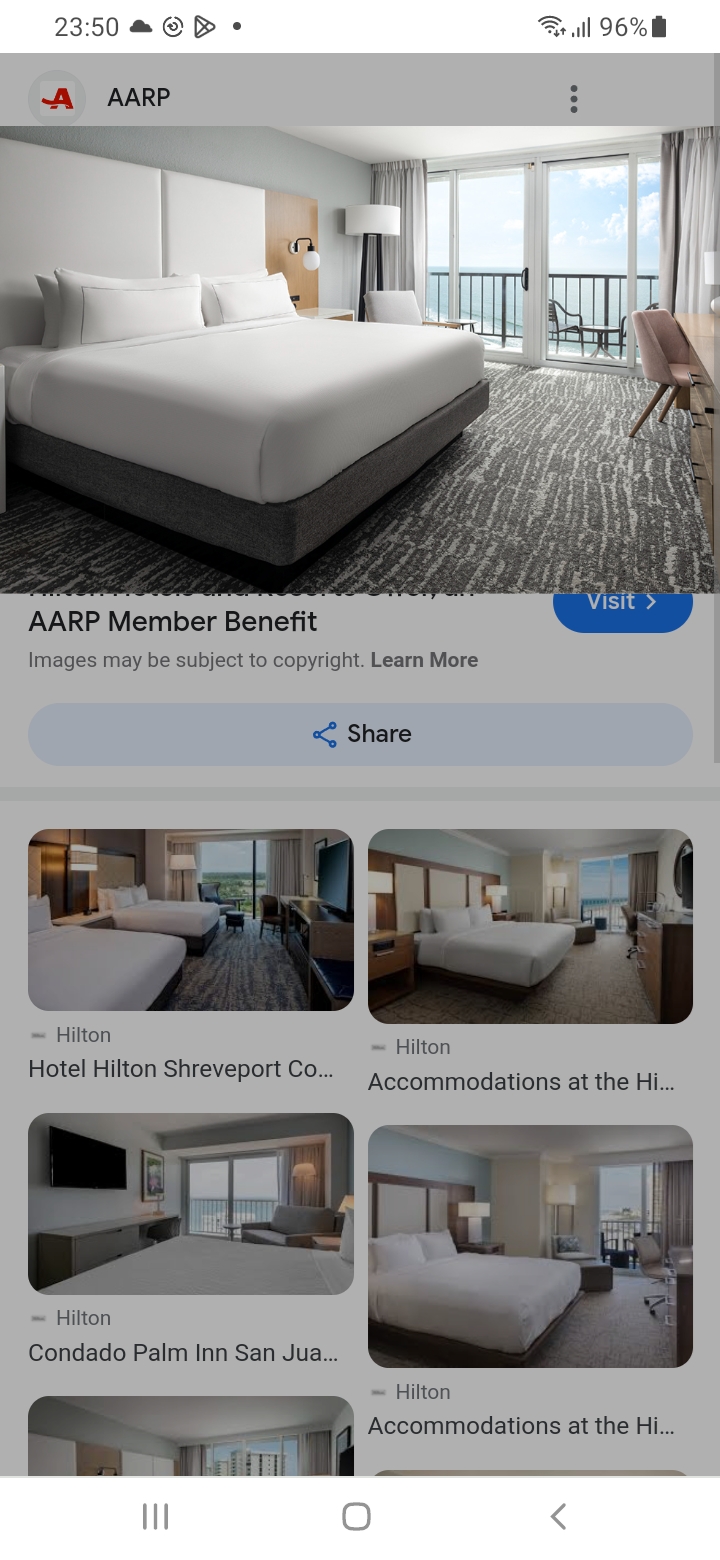 23:50
96%
AARP
AARP Member Benefit
Visit
Images may be subject to copyright. Learn More
Share
Hilton
Hotel Hilton Shreveport Co...
Hilton
Accommodations at the Hi...
Hilton
Condado Palm Inn San Jua...
Hilton
Accommodations at the Hi...